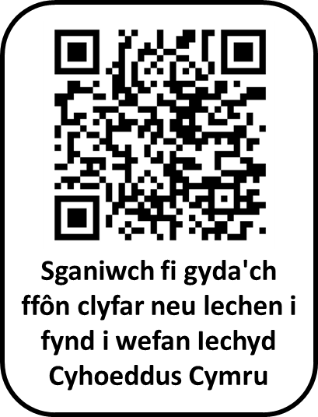 Sganiwch fi gyda'ch
ffôn clyfar neu lechen i
fynd i wefan Iechyd
Cyhoeddus Cymru